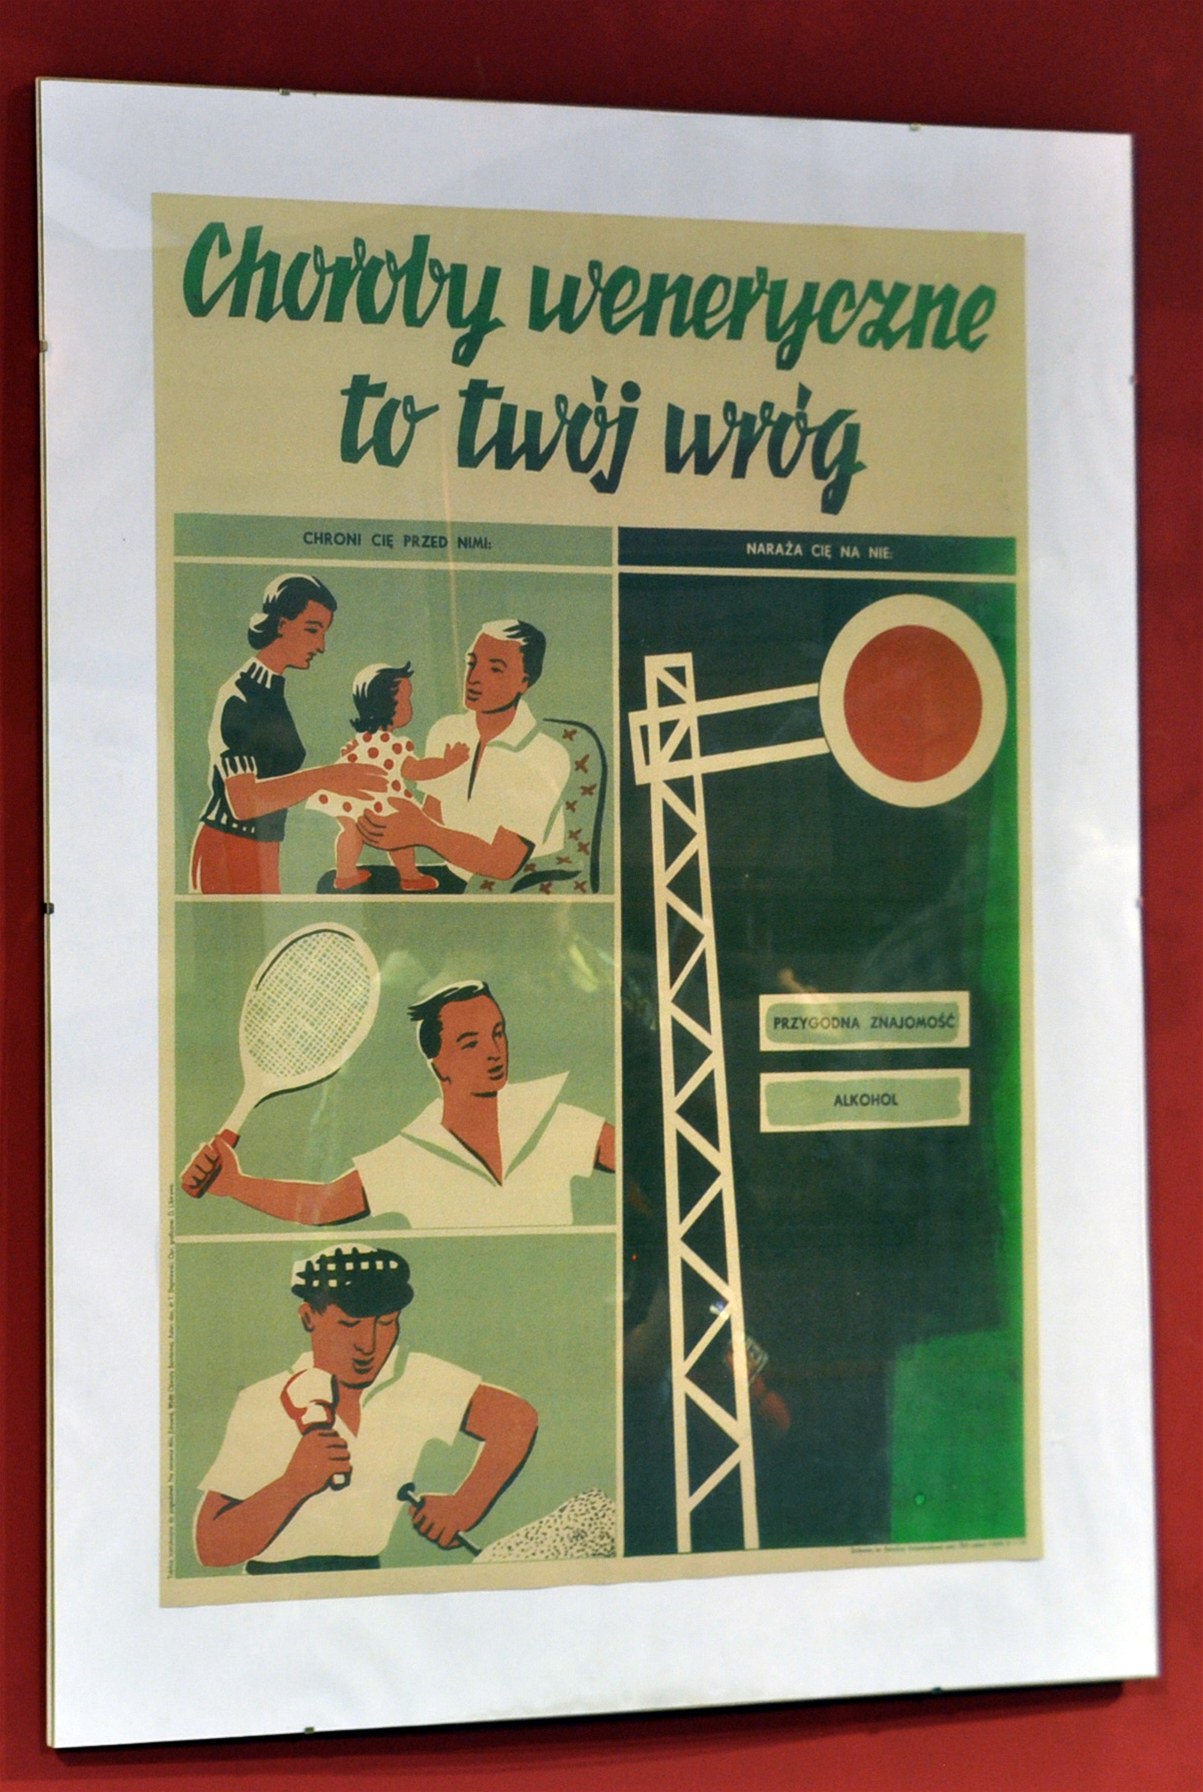 Choroby weneryczne
to twój wróg
CHRONI CIĘ PRZED NIMI:
NARAŻA CIĘ NA NIE:
PRZYGODNA ZNAJOMOŚĆ
ALKOHOL